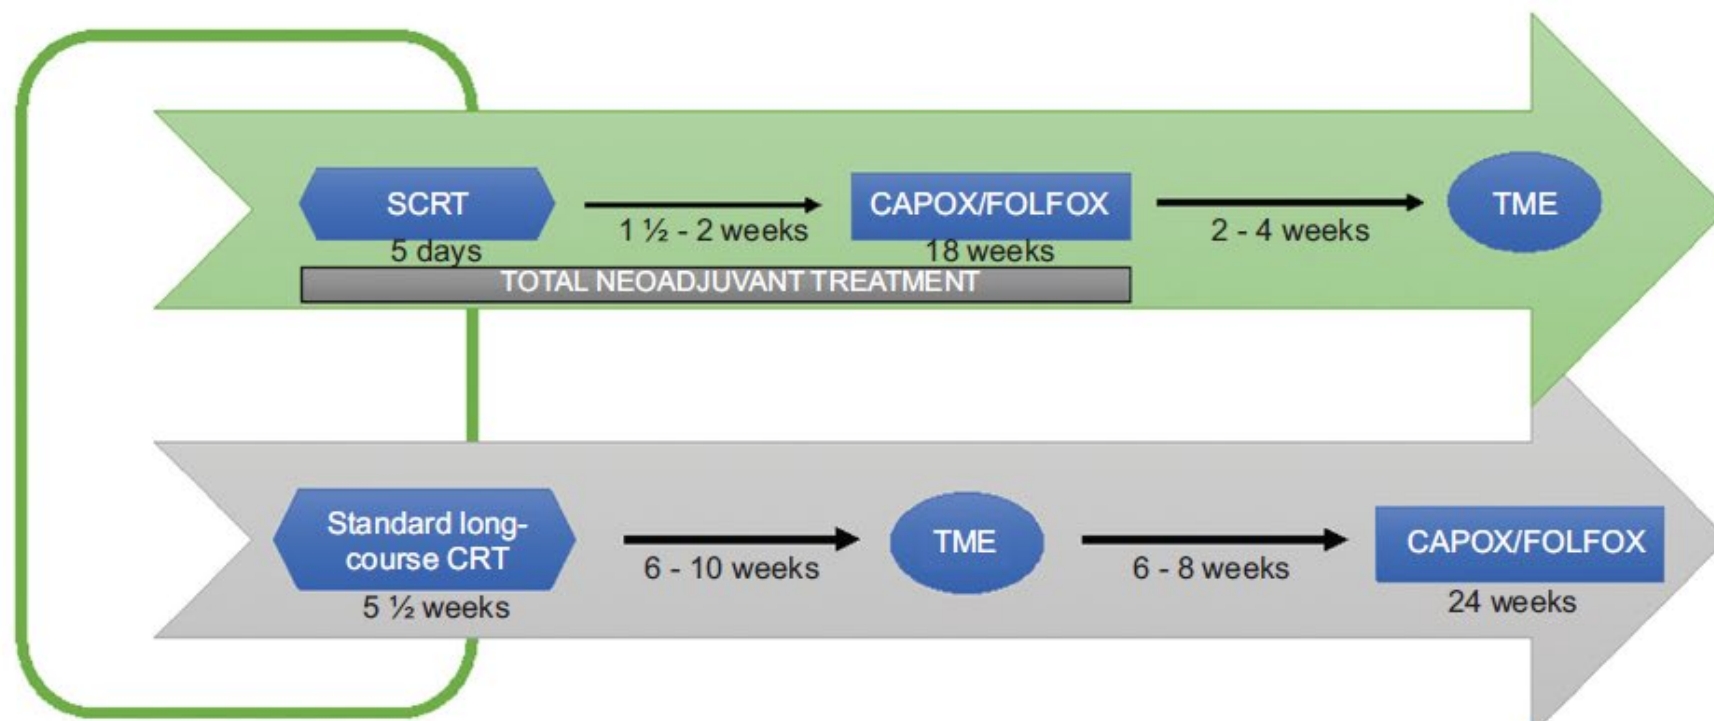 SCRT
5 days
1 ½ - 2 weeks
CAPOX/FOLFOX
18 weeks
2 - 4 weeks
TME
TOTAL NEOADJUVANT TREATMENT
Standard long-
course CRT
5 ½ weeks
6 - 10 weeks
TME
6 - 8 weeks
CAPOX/FOLFOX
24 weeks